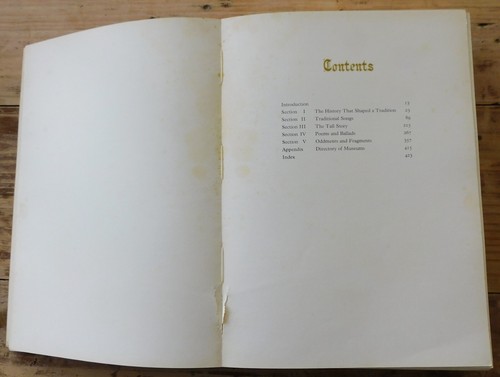 Contents
Introduction
Section I The History That Shaped a Tradition
Section II Traditional Songs
Section III The Tall Story
Section IV Poems and Ballads
Section V Oddments and Fragments
Appendix Directory of Museums
Index